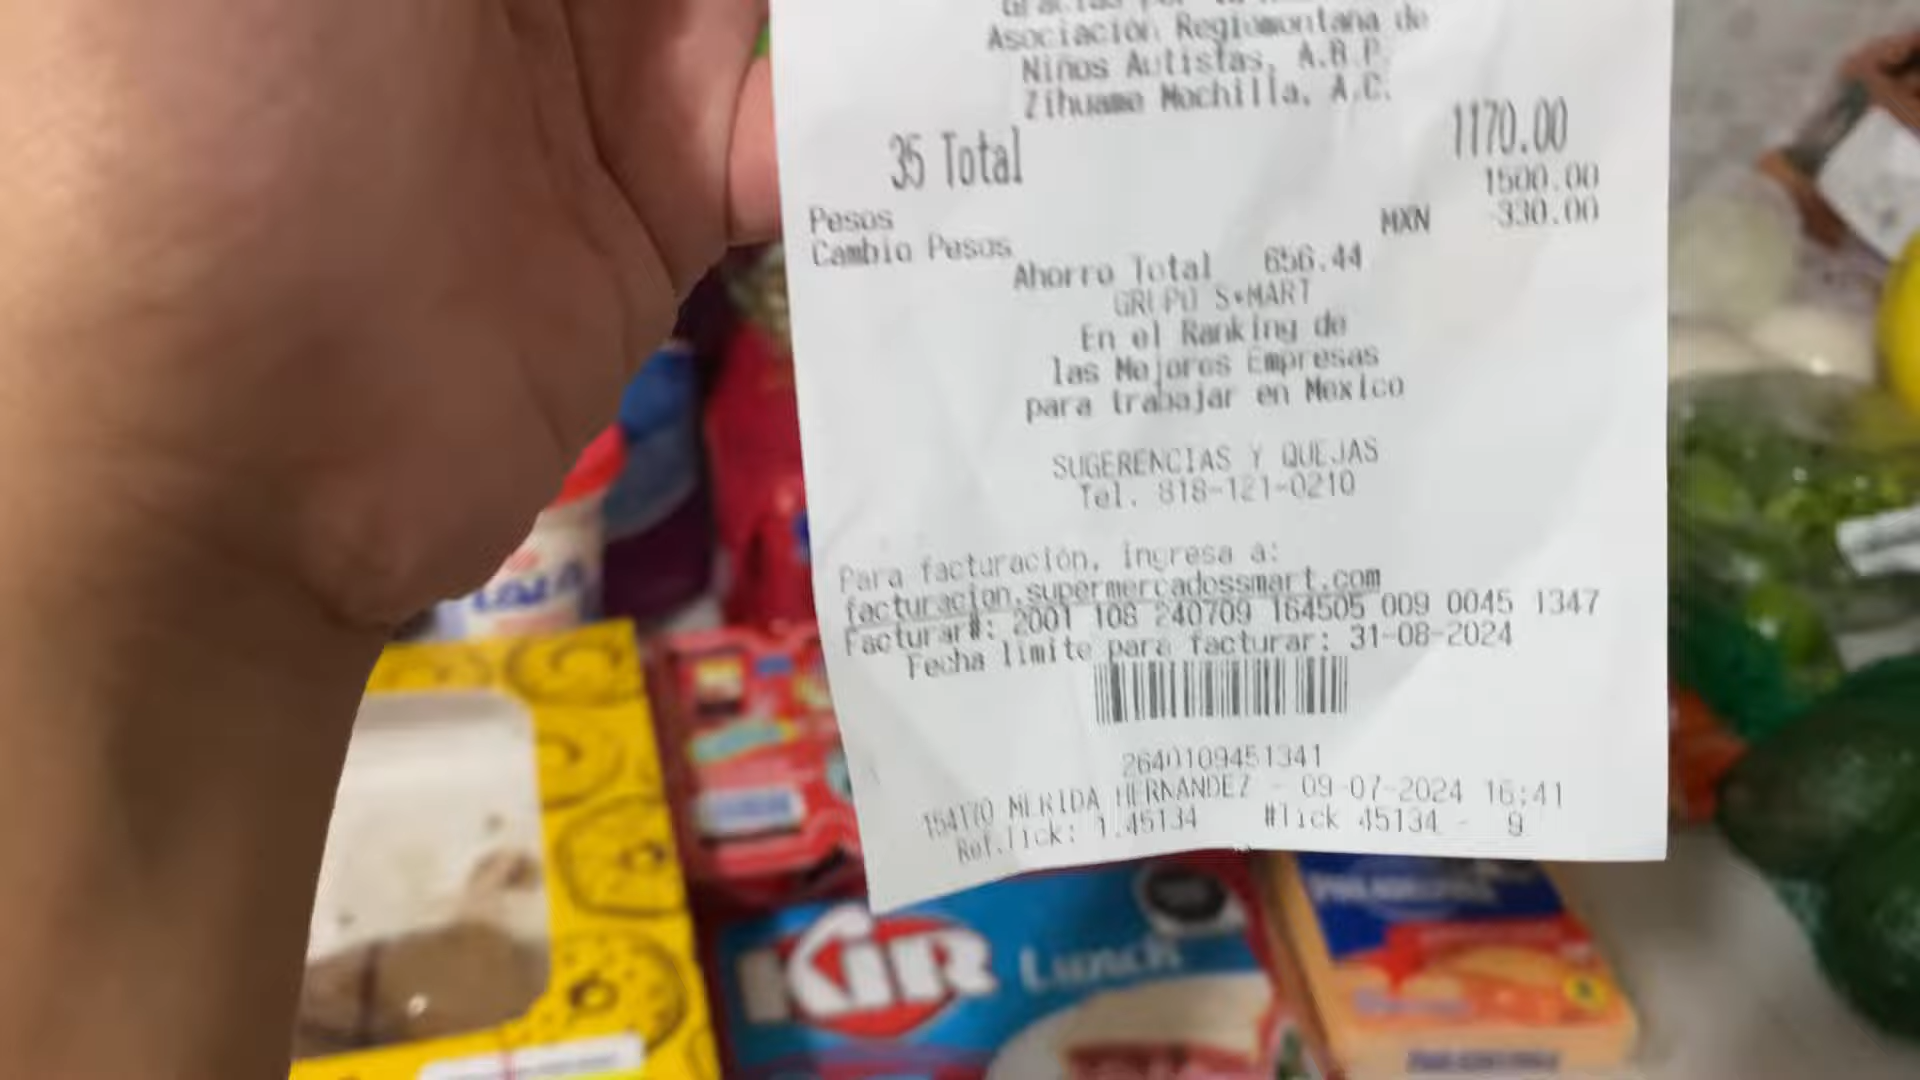 Gracias por
Asociación Regiomontana de
Niños Autistas, A.B.P.
Zihuame Mochilla, A.C.
35 Total 1170.00
Pesos 1500.00
Cambio Pesos MXN 330.00
Ahorro Total 656.44
GRUPO S*MART
En el Ranking de
las Mejores Empresas
para trabajar en Mexico
SUGERENCIAS Y QUEJAS
Tel. 818-121-0210
Para facturación, ingresa a:
facturacion.supermercadossmart.com
Facturar#: 2001 108 240709 164505 009 0045 1347
Fecha limite para facturar: 31-08-2024
2640109451341
154170 MERIDA HERNANDEZ - 09-07-2024 16:41
Ref.Tick: 1.45134 #Tick 45134 - 9
KIR Lunch
PHILADELPHIA